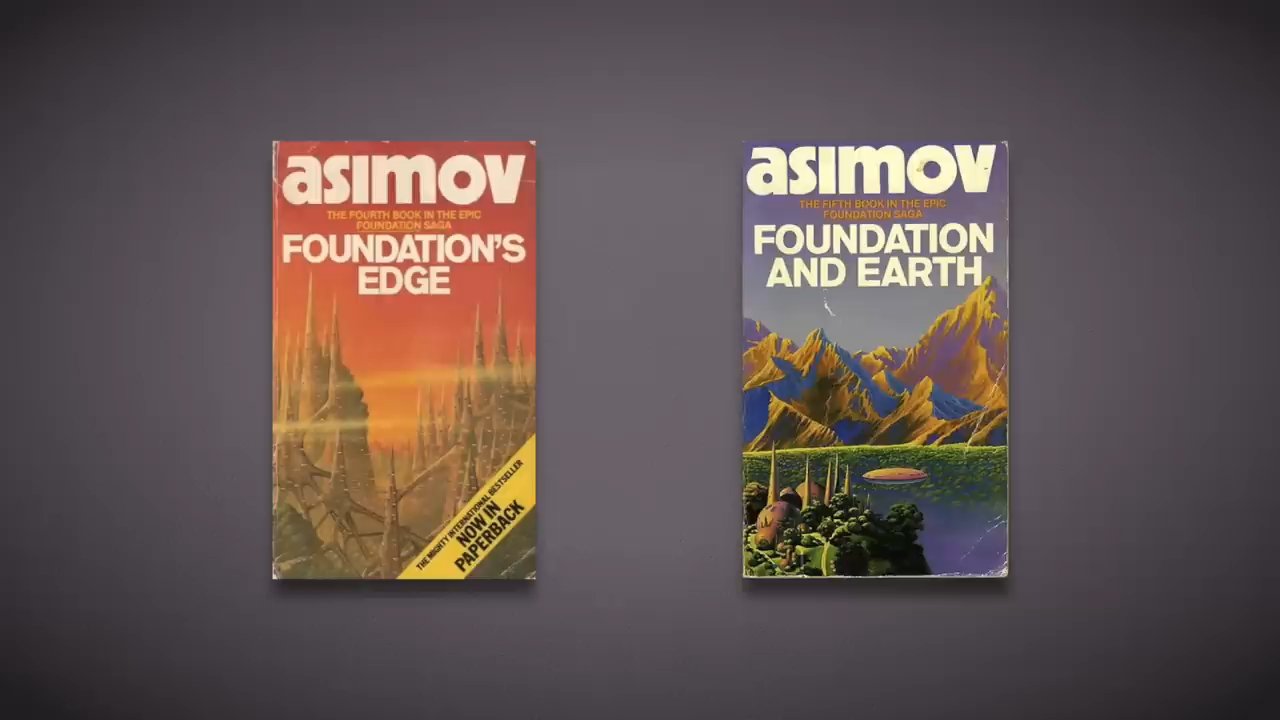 asimov
THE FOURTH BOOK IN THE EPIC
FOUNDATION SAGA
FOUNDATION'S
EDGE
THE MIGHTY INTERNATIONAL BESTSELLER
NOW IN
PAPERBACK
asimov
THE FIFTH BOOK IN THE EPIC
FOUNDATION SAGA
FOUNDATION
AND EARTH